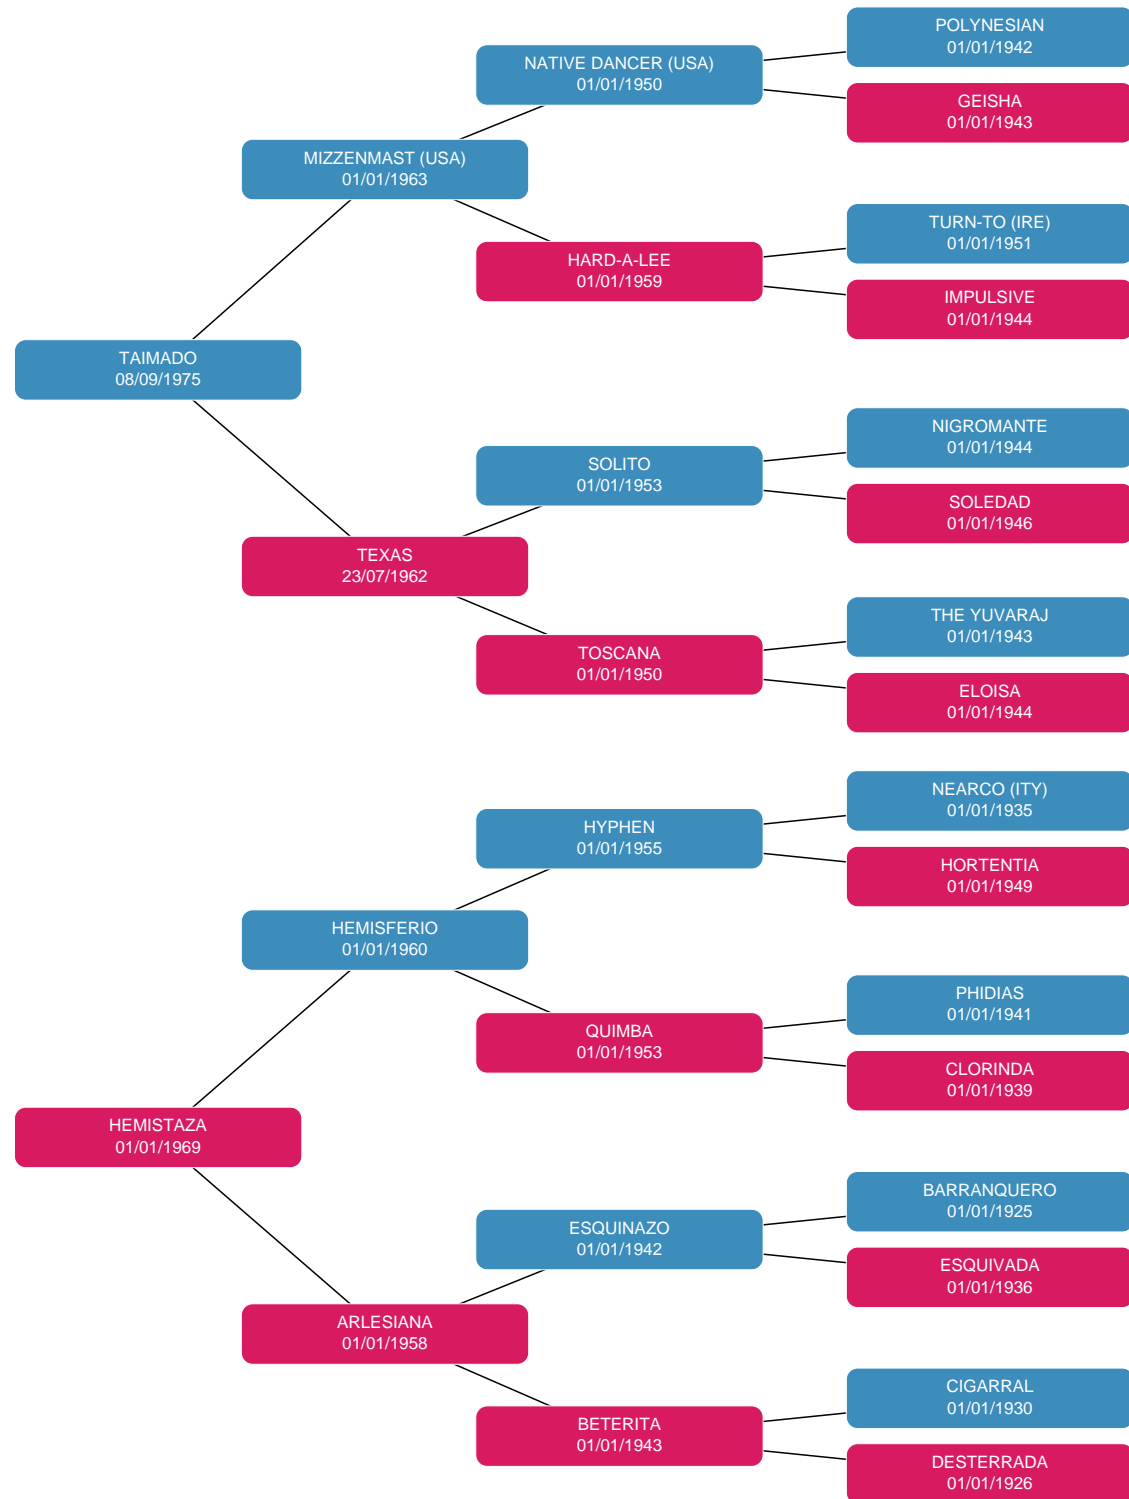 POLYNESIAN
01/01/1942
NATIVE DANCER (USA)
01/01/1950
GEISHA
01/01/1943
MIZZENMAST (USA)
01/01/1963
TURN-TO (IRE)
01/01/1951
HARD-A-LEE
01/01/1959
IMPULSIVE
01/01/1944
TAIMADO
08/09/1975
NIGROMANTE
01/01/1944
SOLITO
01/01/1953
SOLEDAD
01/01/1946
TEXAS
23/07/1962
THE YUVARAJ
01/01/1943
TOSCANA
01/01/1950
ELOISA
01/01/1944
NEARCO (ITY)
01/01/1935
HYPHEN
01/01/1955
HORTENTIA
01/01/1949
HEMISFERIO
01/01/1960
PHIDIAS
01/01/1941
QUIMBA
01/01/1953
CLORINDA
01/01/1939
HEMISTAZA
01/01/1969
BARRANQUERO
01/01/1925
ESQUINAZO
01/01/1942
ESQUIVADA
01/01/1936
ARLESIANA
01/01/1958
CIGARRAL
01/01/1930
BETERITA
01/01/1943
DESTERRADA
01/01/1926